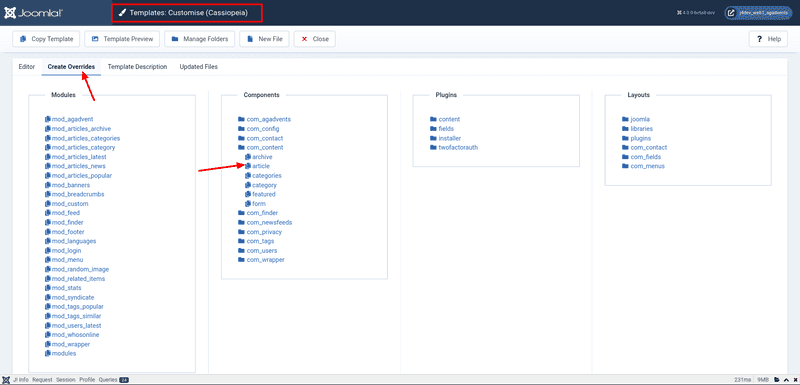 Joomla!
Templates: Customise (Cassiopeia)
4.0.0-beta8-dev
Copy Template
Template Preview
Manage Folders
New File
Close
Help
Editor
Create Overrides
Template Description
Updated Files
Modules
mod_agadvent
mod_articles_archive
mod_articles_categories
mod_articles_category
mod_articles_latest
mod_articles_news
mod_articles_popular
mod_banners
mod_breadcrumbs
mod_custom
mod_feed
mod_finder
mod_footer
mod_languages
mod_login
mod_menu
mod_random_image
mod_related_items
mod_stats
mod_syndicate
mod_tags_popular
mod_tags_similar
mod_users_latest
mod_whosonline
mod_wrapper
modules
Components
com_agadvents
com_config
com_contact
com_content
archive
article
categories
category
featured
form
com_finder
com_newsfeeds
com_privacy
com_tags
com_users
com_wrapper
Plugins
content
fields
installer
twofactorauth
Layouts
joomla
libraries
plugins
com_contact
com_fields
com_menus
J! Info
Request
Session
Profile
Queries
24
231ms
9MB